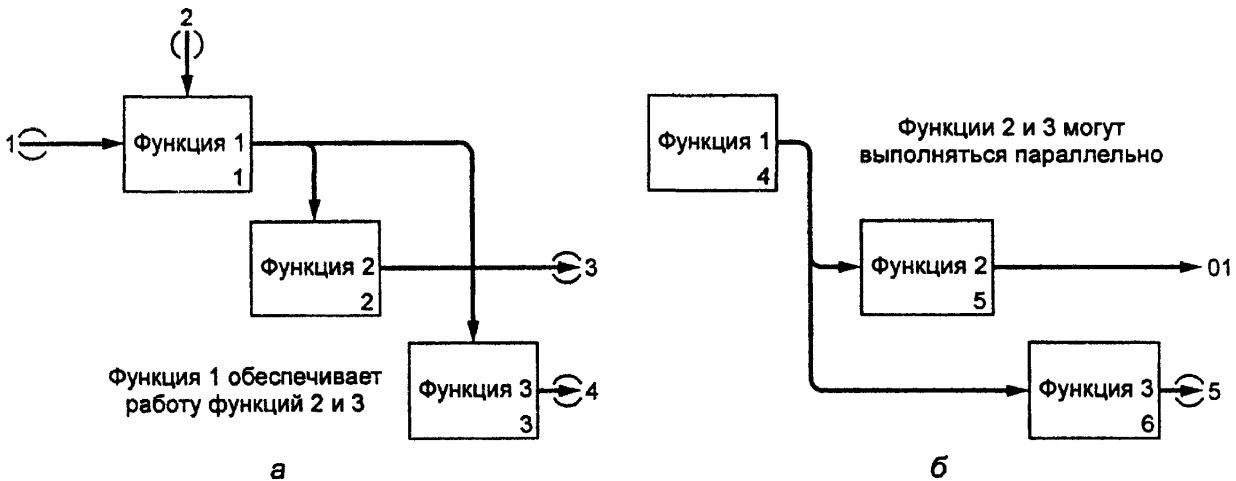 2
1
Функция 1
1
Функция 2
2
3
Функция 3
3
4
Функция 1 обеспечивает
работу функций 2 и 3
а
Функция 1
4
Функции 2 и 3 могут
выполняться параллельно
Функция 2
5
01
Функция 3
6
5
б